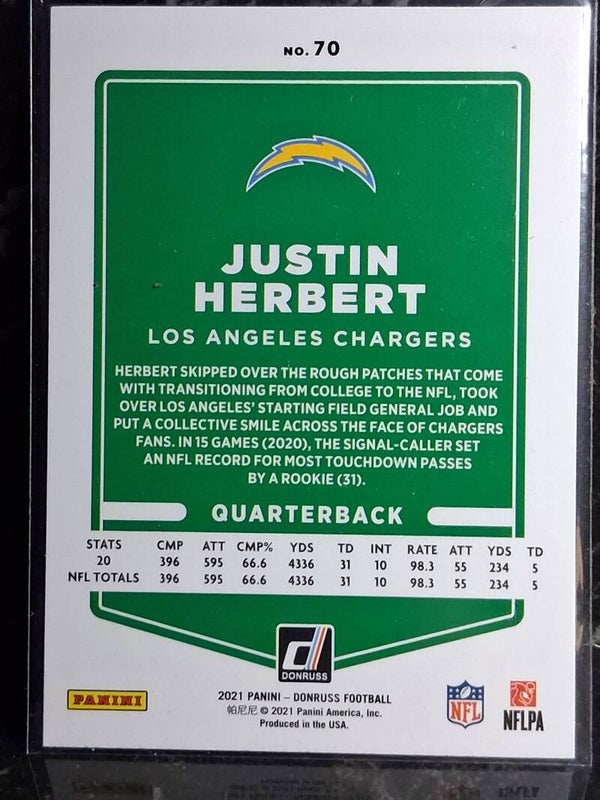 NO. 70
JUSTIN
HERBERT
LOS ANGELES CHARGERS
HERBERT SKIPPED OVER THE ROUGH PATCHES THAT COME
WITH TRANSITIONING FROM COLLEGE TO THE NFL, TOOK
OVER LOS ANGELES' STARTING FIELD GENERAL JOB AND
PUT A COLLECTIVE SMILE ACROSS THE FACE OF CHARGERS
FANS. IN 15 GAMES (2020), THE SIGNAL-CALLER SET
AN NFL RECORD FOR MOST TOUCHDOWN PASSES
BY A ROOKIE (31).
QUARTERBACK
STATS CMP ATT CMP% YDS TD INT RATE ATT YDS TD
20 396 595 66.6 4336 31 10 98.3 55 234 5
NFL TOTALS 396 595 66.6 4336 31 10 98.3 55 234 5
d
DONRUSS
PANINI
2021 PANINI – DONRUSS FOOTBALL
帕尼尼 © 2021 Panini America, Inc.
Produced in the USA.
NFL
NFLPA